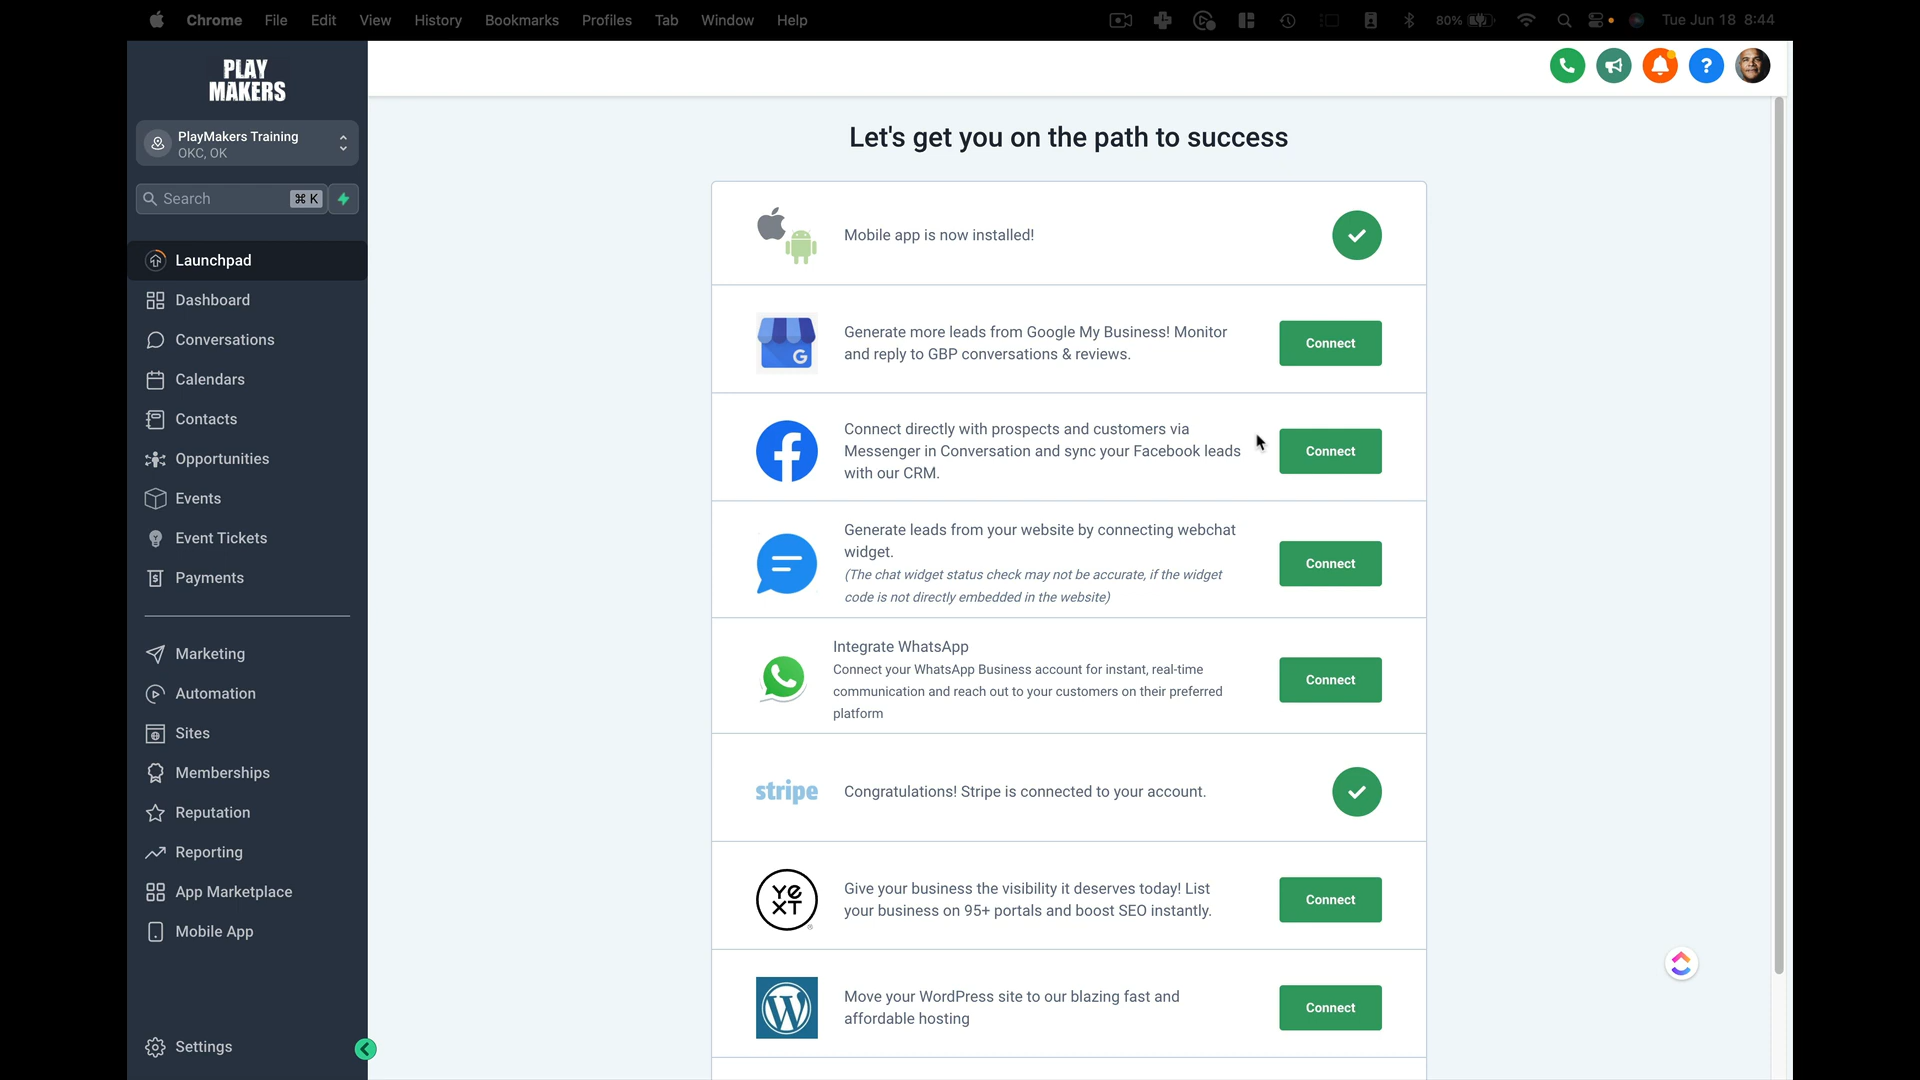 Chrome File Edit View History Bookmarks Profiles Tab Window Help 80% Tue Jun 18 8:44
PLAY
MAKERS
PlayMakers Training
OKC, OK
Search ⌘ K
Launchpad
Dashboard
Conversations
Calendars
Contacts
Opportunities
Events
Event Tickets
Payments
Marketing
Automation
Sites
Memberships
Reputation
Reporting
App Marketplace
Mobile App
Settings
Let's get you on the path to success
Mobile app is now installed!
Generate more leads from Google My Business! Monitor
and reply to GBP conversations & reviews.
Connect
Connect directly with prospects and customers via
Messenger in Conversation and sync your Facebook leads
with our CRM.
Connect
Generate leads from your website by connecting webchat
widget.
(The chat widget status check may not be accurate, if the widget
code is not directly embedded in the website)
Connect
Integrate WhatsApp
Connect your WhatsApp Business account for instant, real-time
communication and reach out to your customers on their preferred
platform
Connect
stripe
Congratulations! Stripe is connected to your account.
YEXT
Give your business the visibility it deserves today! List
your business on 95+ portals and boost SEO instantly.
Connect
Move your WordPress site to our blazing fast and
affordable hosting
Connect